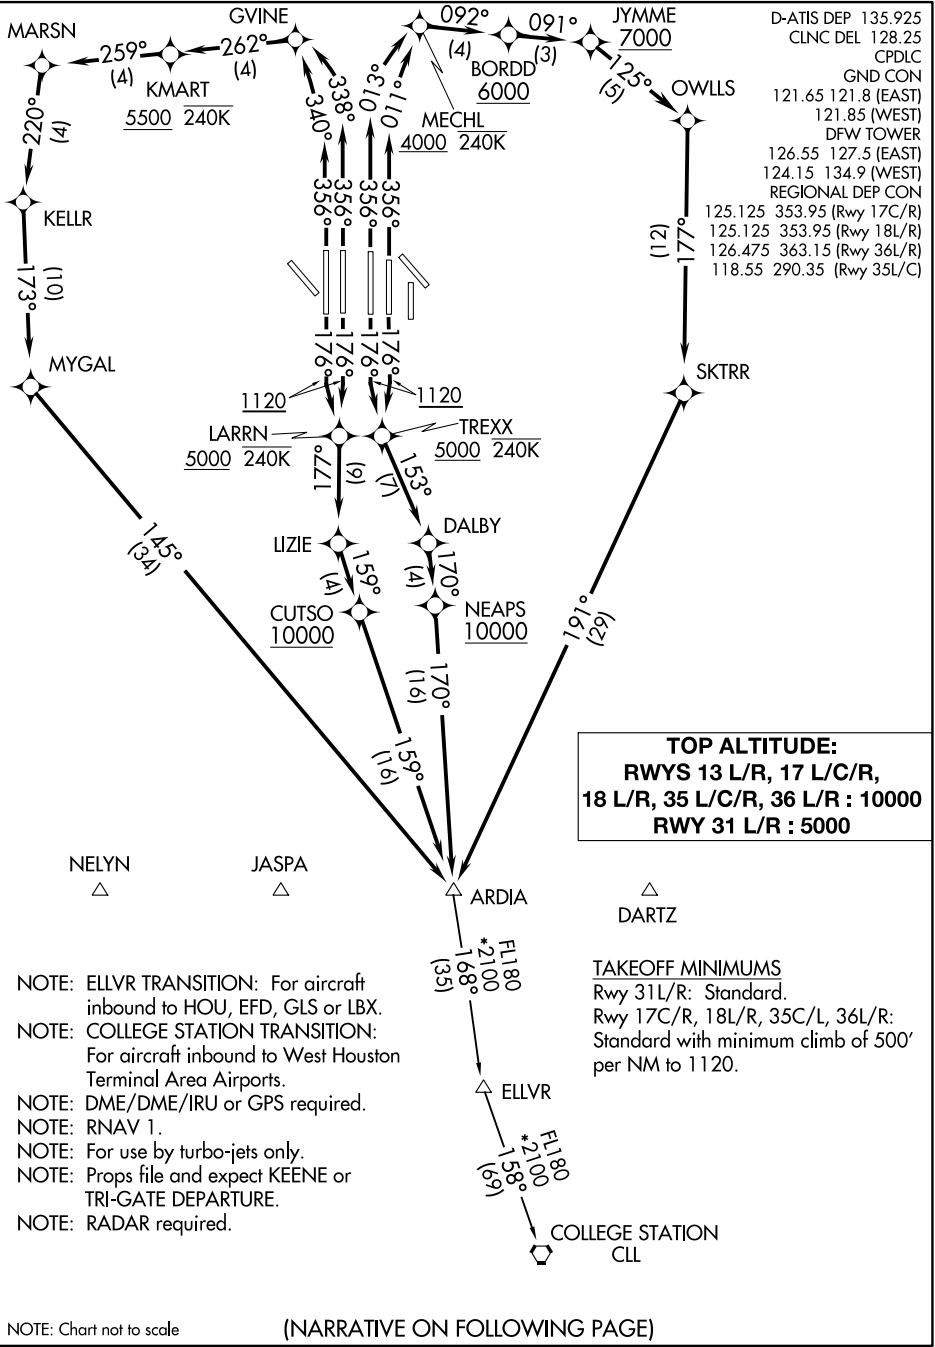 MARSN
GVINE
092°
(4)
091°
(3)
JYMME
7000
D-ATIS DEP 135.925
CLNC DEL 128.25
CPDLC
GND CON
121.65 121.8 (EAST)
121.85 (WEST)
DFW TOWER
126.55 127.5 (EAST)
124.15 134.9 (WEST)
REGIONAL DEP CON
125.125 353.95 (Rwy 17C/R)
125.125 353.95 (Rwy 18L/R)
126.475 363.15 (Rwy 36L/R)
118.55 290.35 (Rwy 35L/C)
259°
(4)
262°
(4)
KMART
5500 240K
BORDD
6000
125°
(5)
OWLLS
MECHL
4000 240K
220°
(4)
340°
338°
013°
011°
356°
356°
356°
356°
KELLR
173°
(10)
177°
(12)
176°
176°
176°
176°
MYGAL
SKTRR
1120
1120
LARRN
5000 240K
TREXX
5000 240K
177°
(9)
153°
(7)
LIZIE
DALBY
145°
(34)
159°
(4)
170°
(4)
CUTSO
10000
NEAPS
10000
191°
(29)
170°
(16)
159°
(16)
TOP ALTITUDE:
RWYS 13 L/R, 17 L/C/R,
18 L/R, 35 L/C/R, 36 L/R : 10000
RWY 31 L/R : 5000
NELYN
JASPA
ARDIA
DARTZ
FL180
*2100
168°
(35)
NOTE: ELLVR TRANSITION: For aircraft
inbound to HOU, EFD, GLS or LBX.
NOTE: COLLEGE STATION TRANSITION:
For aircraft inbound to West Houston
Terminal Area Airports.
NOTE: DME/DME/IRU or GPS required.
NOTE: RNAV 1.
NOTE: For use by turbo-jets only.
NOTE: Props file and expect KEENE or
TRI-GATE DEPARTURE.
NOTE: RADAR required.
TAKEOFF MINIMUMS
Rwy 31L/R: Standard.
Rwy 17C/R, 18L/R, 35C/L, 36L/R:
Standard with minimum climb of 500'
per NM to 1120.
ELLVR
FL180
*2100
158°
(69)
COLLEGE STATION
CLL
NOTE: Chart not to scale
(NARRATIVE ON FOLLOWING PAGE)